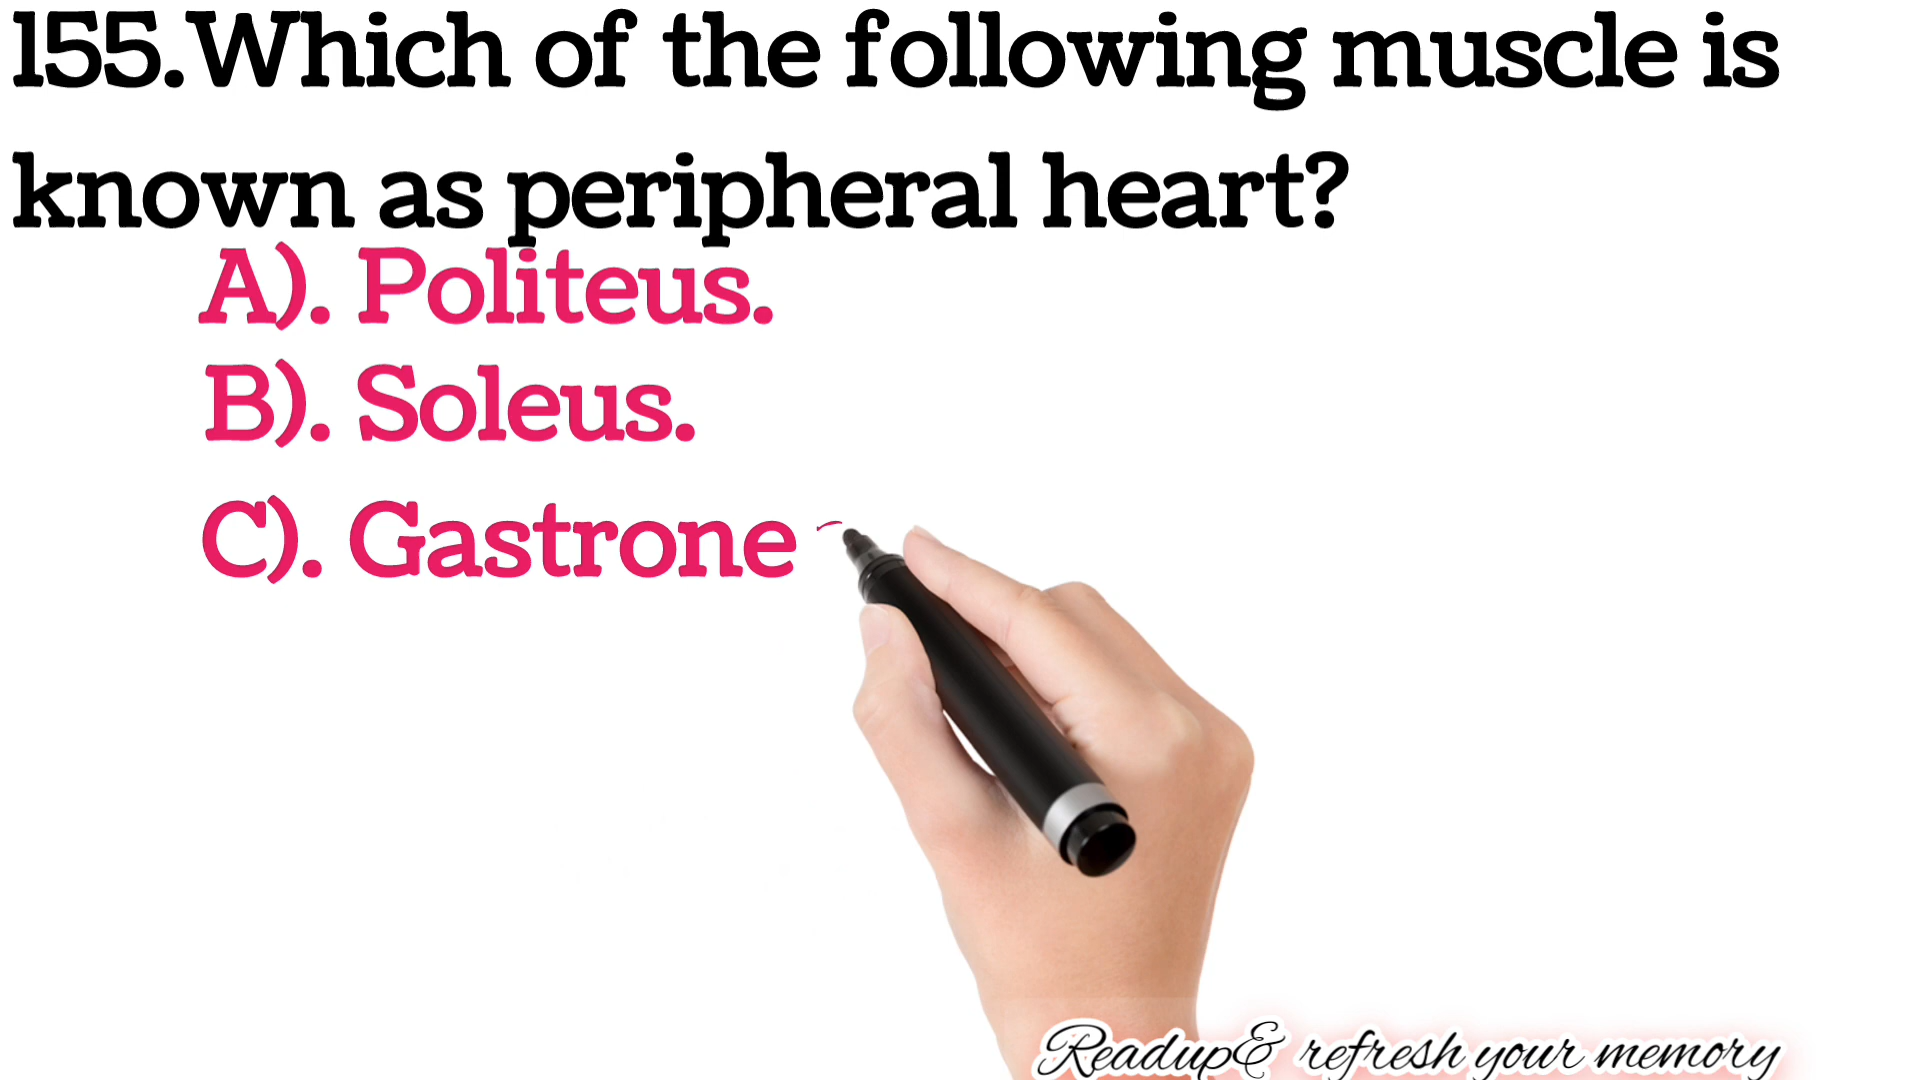 155.Which of the following muscle is
known as peripheral heart?
A). Politeus.
B). Soleus.
C). Gastrone
Readup& refresh your memory